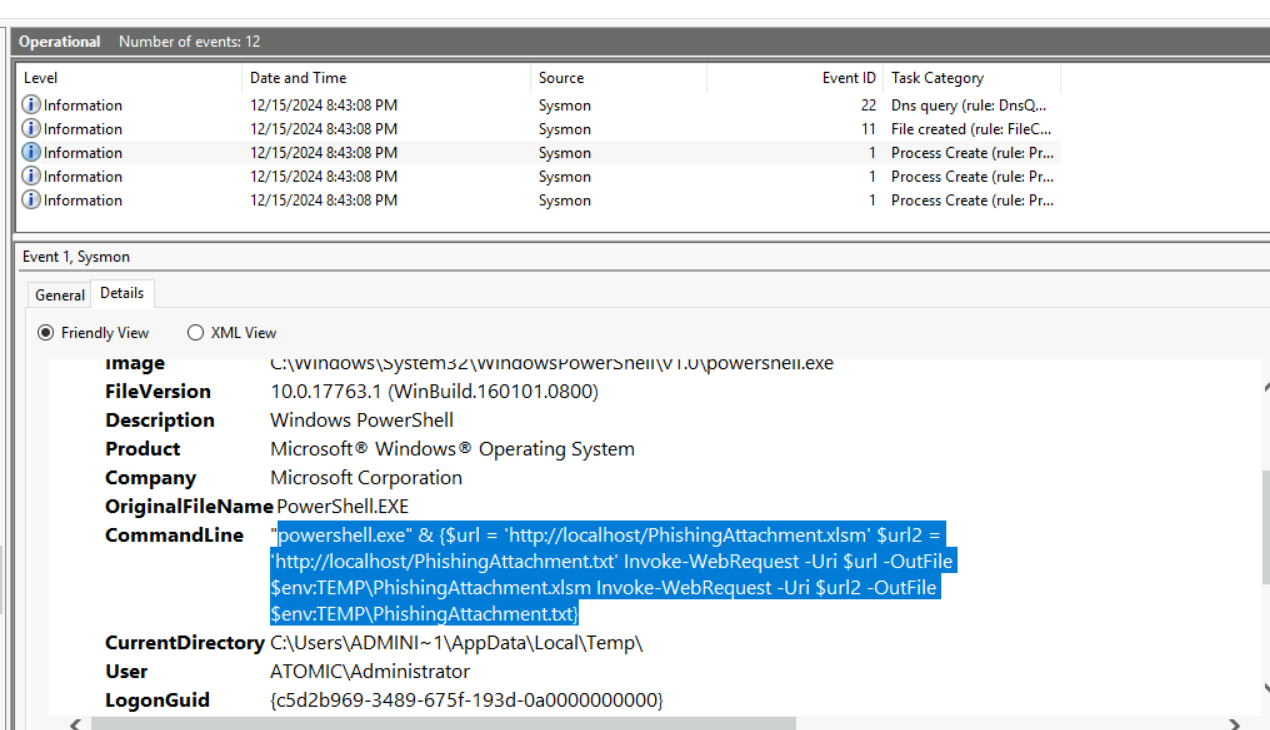 Operational Number of events: 12
Level Date and Time Source Event ID Task Category
Information 12/15/2024 8:43:08 PM Sysmon 22 Dns query (rule: DnsQ...
Information 12/15/2024 8:43:08 PM Sysmon 11 File created (rule: FileC...
Information 12/15/2024 8:43:08 PM Sysmon 1 Process Create (rule: Pr...
Information 12/15/2024 8:43:08 PM Sysmon 1 Process Create (rule: Pr...
Information 12/15/2024 8:43:08 PM Sysmon 1 Process Create (rule: Pr...
Event 1, Sysmon
General Details
Friendly View XML View
Image C:\Windows\System32\WindowsPowerShell\v1.0\powershell.exe
FileVersion 10.0.17763.1 (WinBuild.160101.0800)
Description Windows PowerShell
Product Microsoft® Windows® Operating System
Company Microsoft Corporation
OriginalFileName PowerShell.EXE
CommandLine "powershell.exe" & {$url = 'http://localhost/PhishingAttachment.xlsm' $url2 =
'http://localhost/PhishingAttachment.txt' Invoke-WebRequest -Uri $url -OutFile
$env:TEMP\PhishingAttachment.xlsm Invoke-WebRequest -Uri $url2 -OutFile
$env:TEMP\PhishingAttachment.txt}
CurrentDirectory C:\Users\ADMINI~1\AppData\Local\Temp\
User ATOMIC\Administrator
LogonGuid {c5d2b969-3489-675f-193d-0a0000000000}